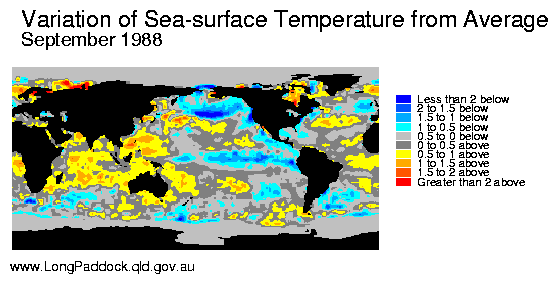 Variation of Sea-surface Temperature from Average
September 1988
Less than 2 below
2 to 1.5 below
1.5 to 1 below
1 to 0.5 below
0.5 to 0 below
0 to 0.5 above
0.5 to 1 above
1 to 1.5 above
1.5 to 2 above
Greater than 2 above
www.LongPaddock.qld.gov.au